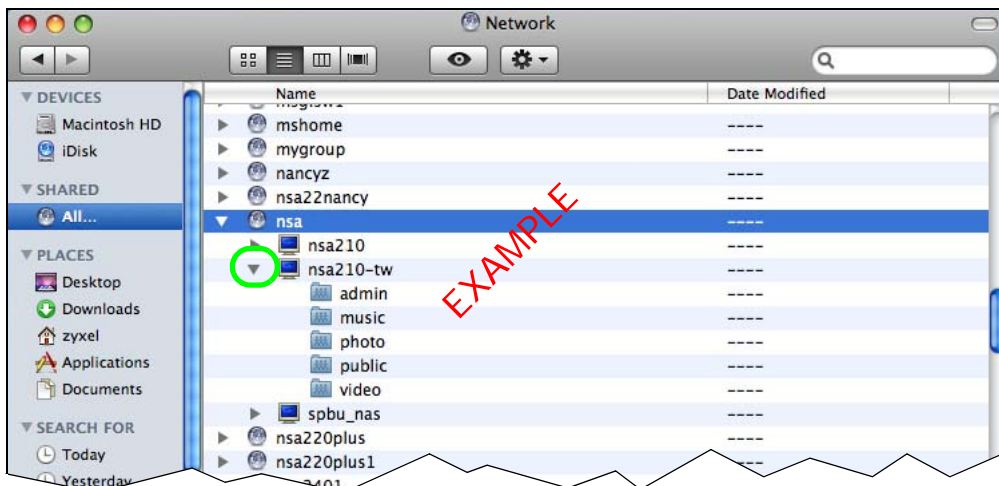 Network
Name Date Modified
DEVICES
Macintosh HD
iDisk
SHARED
All...
PLACES
Desktop
Downloads
zyxel
Applications
Documents
SEARCH FOR
Today
Yesterday
mshome ----
mygroup ----
nancyz ----
nsa22nancy ----
nsa ----
nsa210 ----
nsa210-tw ----
admin ----
music ----
photo ----
public ----
video ----
spbu_nas ----
nsa220plus ----
nsa220plus1 ----
EXAMPLE